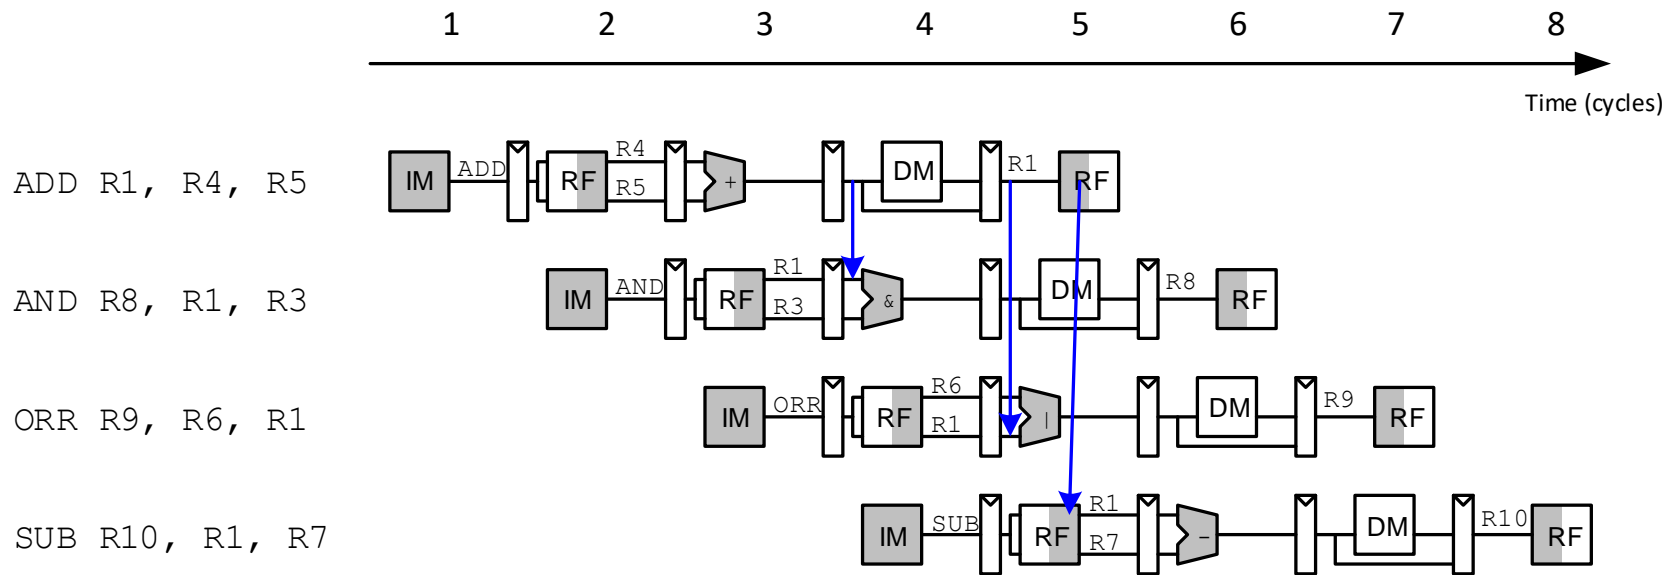 1 2 3 4 5 6 7 8
Time (cycles)
ADD R1, R4, R5 IM ADD RF R4 R5 + DM R1 RF
AND R8, R1, R3 IM AND RF R1 R3 & DM R8 RF
ORR R9, R6, R1 IM ORR RF R6 R1 | DM R9 RF
SUB R10, R1, R7 IM SUB RF R1 R7 - DM R10 RF